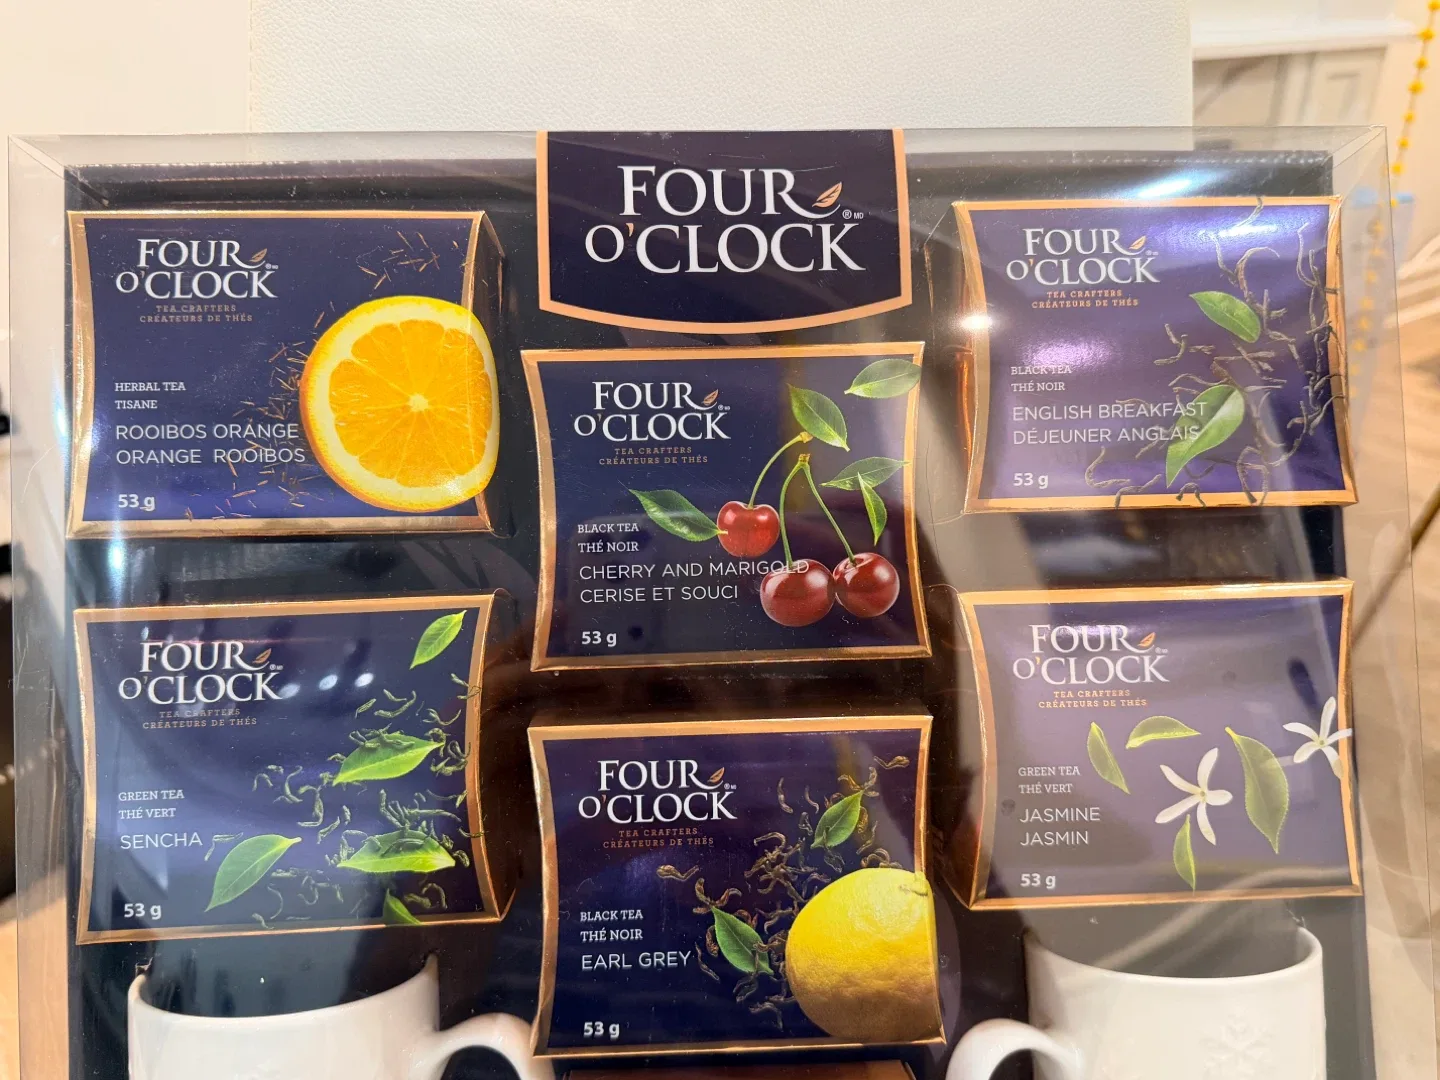 FOUR
O'CLOCK
® MD
FOUR
O'CLOCK
TEA CRAFTERS
CRÉATEURS DE THÉS
HERBAL TEA
TISANE
ROOIBOS ORANGE
ORANGE ROOIBOS
53 g
FOUR
O'CLOCK
TEA CRAFTERS
CRÉATEURS DE THÉS
BLACK TEA
THÉ NOIR
CHERRY AND MARIGOLD
CERISE ET SOUCI
53 g
FOUR
O'CLOCK
TEA CRAFTERS
CRÉATEURS DE THÉS
BLACK TEA
THÉ NOIR
ENGLISH BREAKFAST
DÉJEUNER ANGLAIS
53 g
FOUR
O'CLOCK
TEA CRAFTERS
CRÉATEURS DE THÉS
GREEN TEA
THÉ VERT
SENCHA
53 g
FOUR
O'CLOCK
TEA CRAFTERS
CRÉATEURS DE THÉS
BLACK TEA
THÉ NOIR
EARL GREY
53 g
FOUR
O'CLOCK
TEA CRAFTERS
CRÉATEURS DE THÉS
GREEN TEA
THÉ VERT
JASMINE
JASMIN
53 g